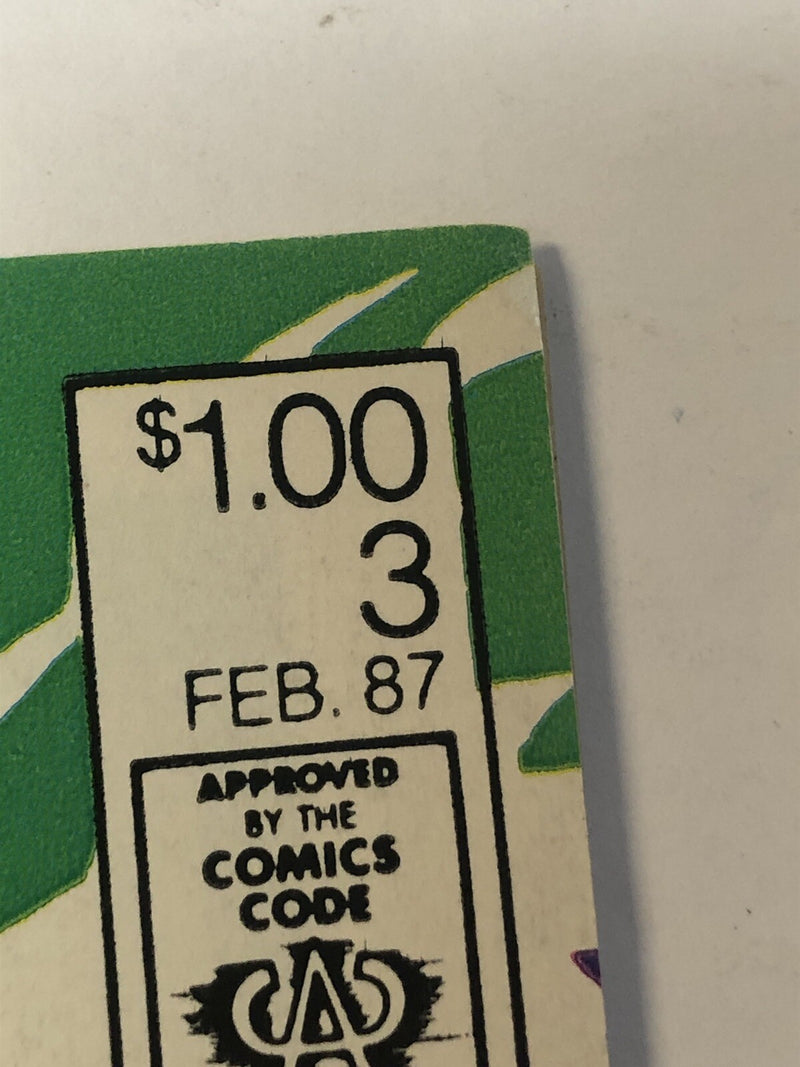 $1.00
3
FEB. 87
APPROVED
BY THE
COMICS
CODE